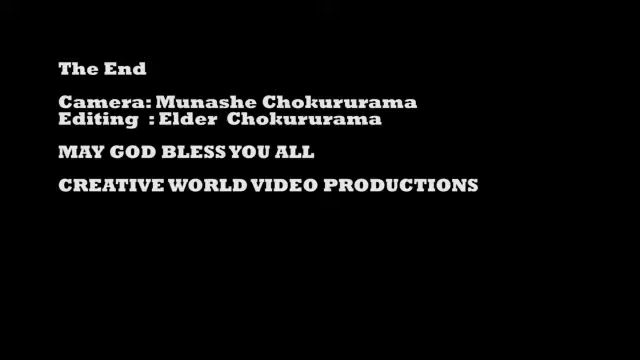 The End
Camera: Munashe Chokururama
Editing : Elder Chokururama
MAY GOD BLESS YOU ALL
CREATIVE WORLD VIDEO PRODUCTIONS